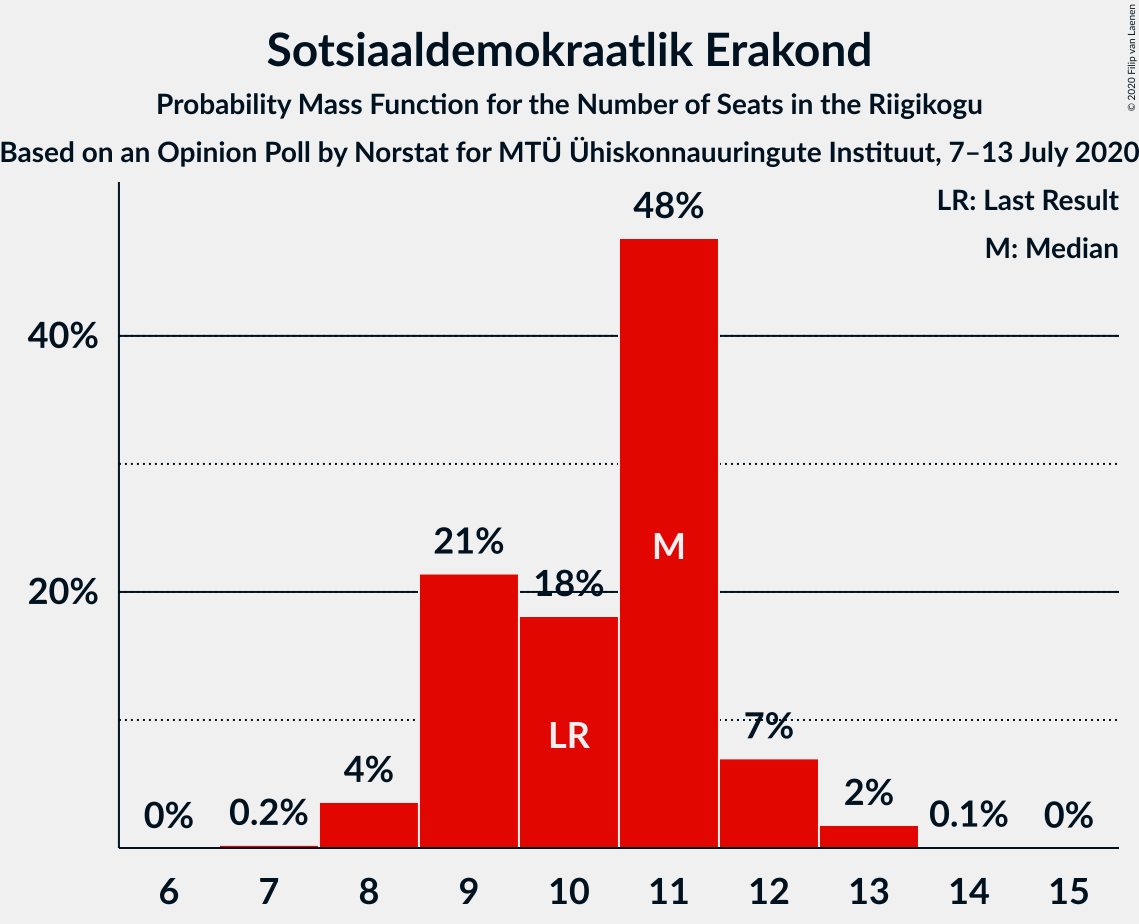 Sotsiaaldemokraatlik Erakond
Probability Mass Function for the Number of Seats in the Riigikogu
Based on an Opinion Poll by Norstat for MTÜ Ühiskonnauuringute Instituut, 7–13 July 2020
© 2020 Filip van Laenen
LR: Last Result
M: Median
48%
40%
21%
M
20%
18%
LR
7%
4%
2%
0%
0.2%
0.1%
0%
6 7 8 9 10 11 12 13 14 15